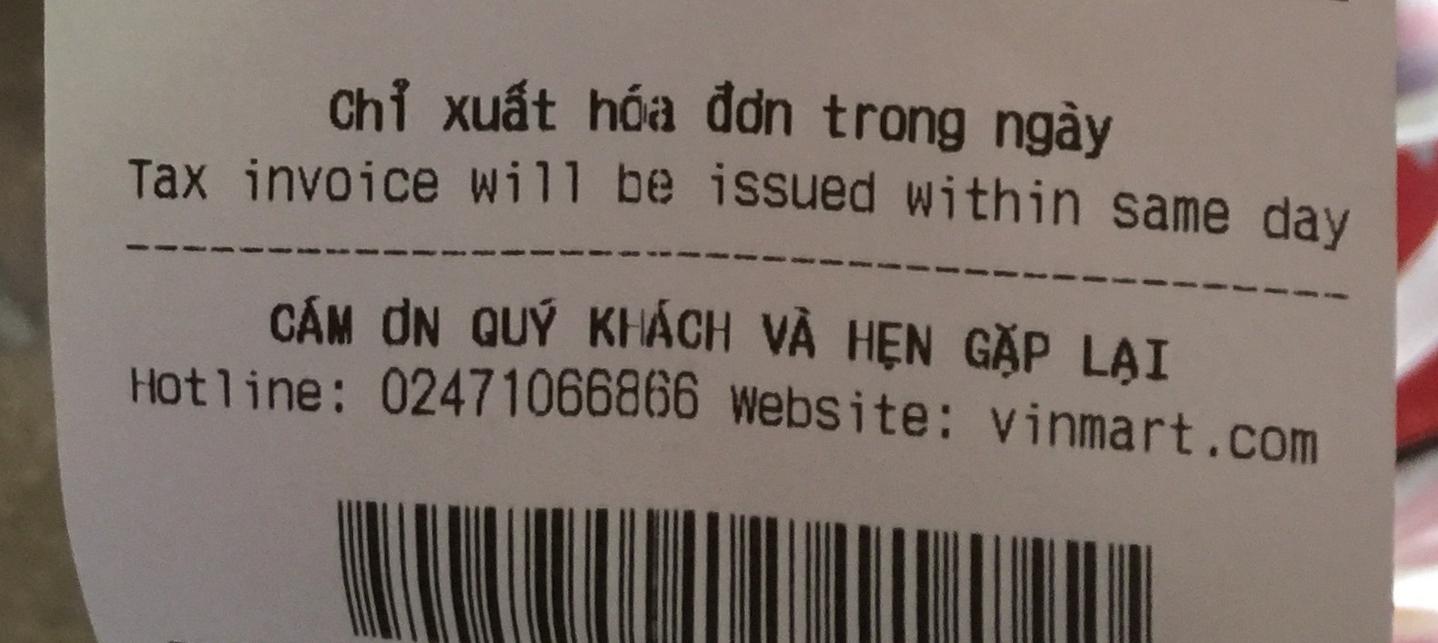 Chỉ xuất hóa đơn trong ngày
Tax invoice will be issued within same day
CÁM ƠN QUÝ KHÁCH VÀ HẸN GẶP LẠI
Hotline: 02471066866 Website: vinmart.com